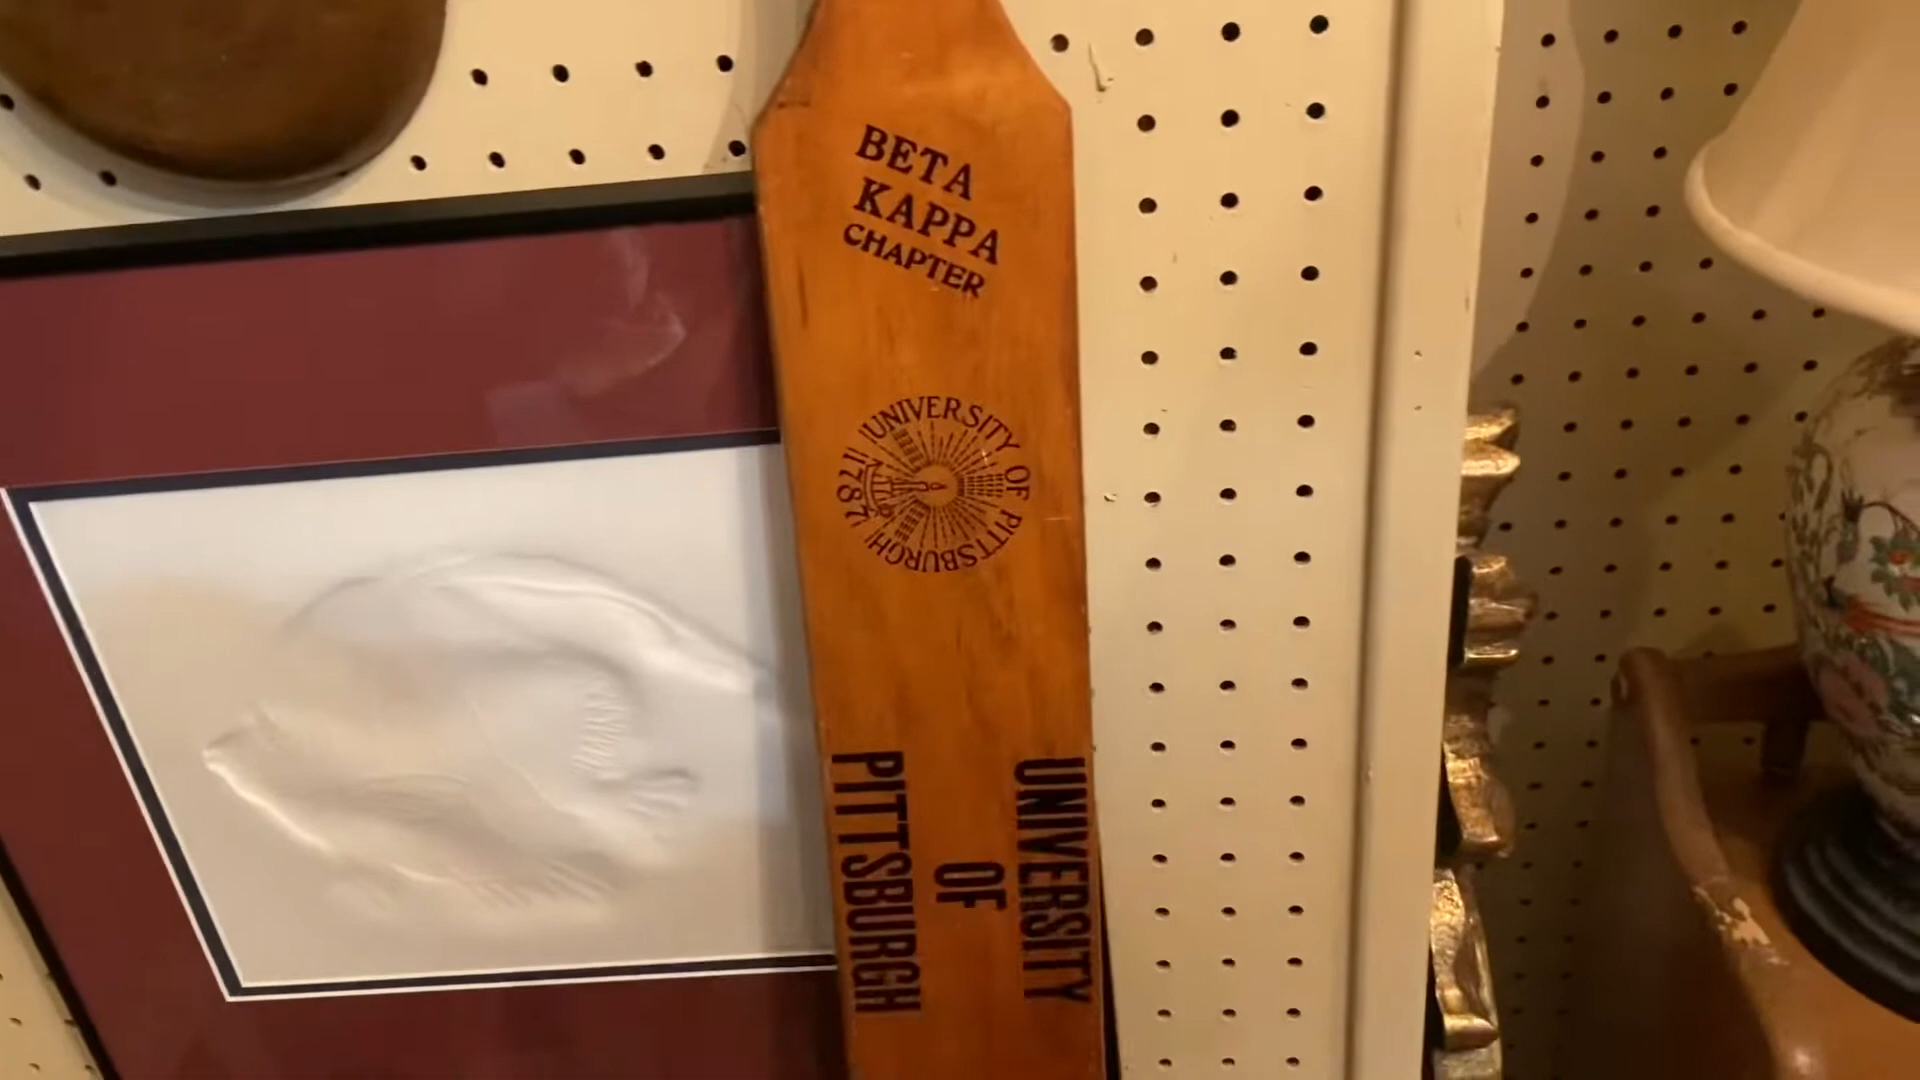 BETA
KAPPA
CHAPTER
UNIVERSITY OF PITTSBURGH
1787
UNIVERSITY
OF
PITTSBURGH